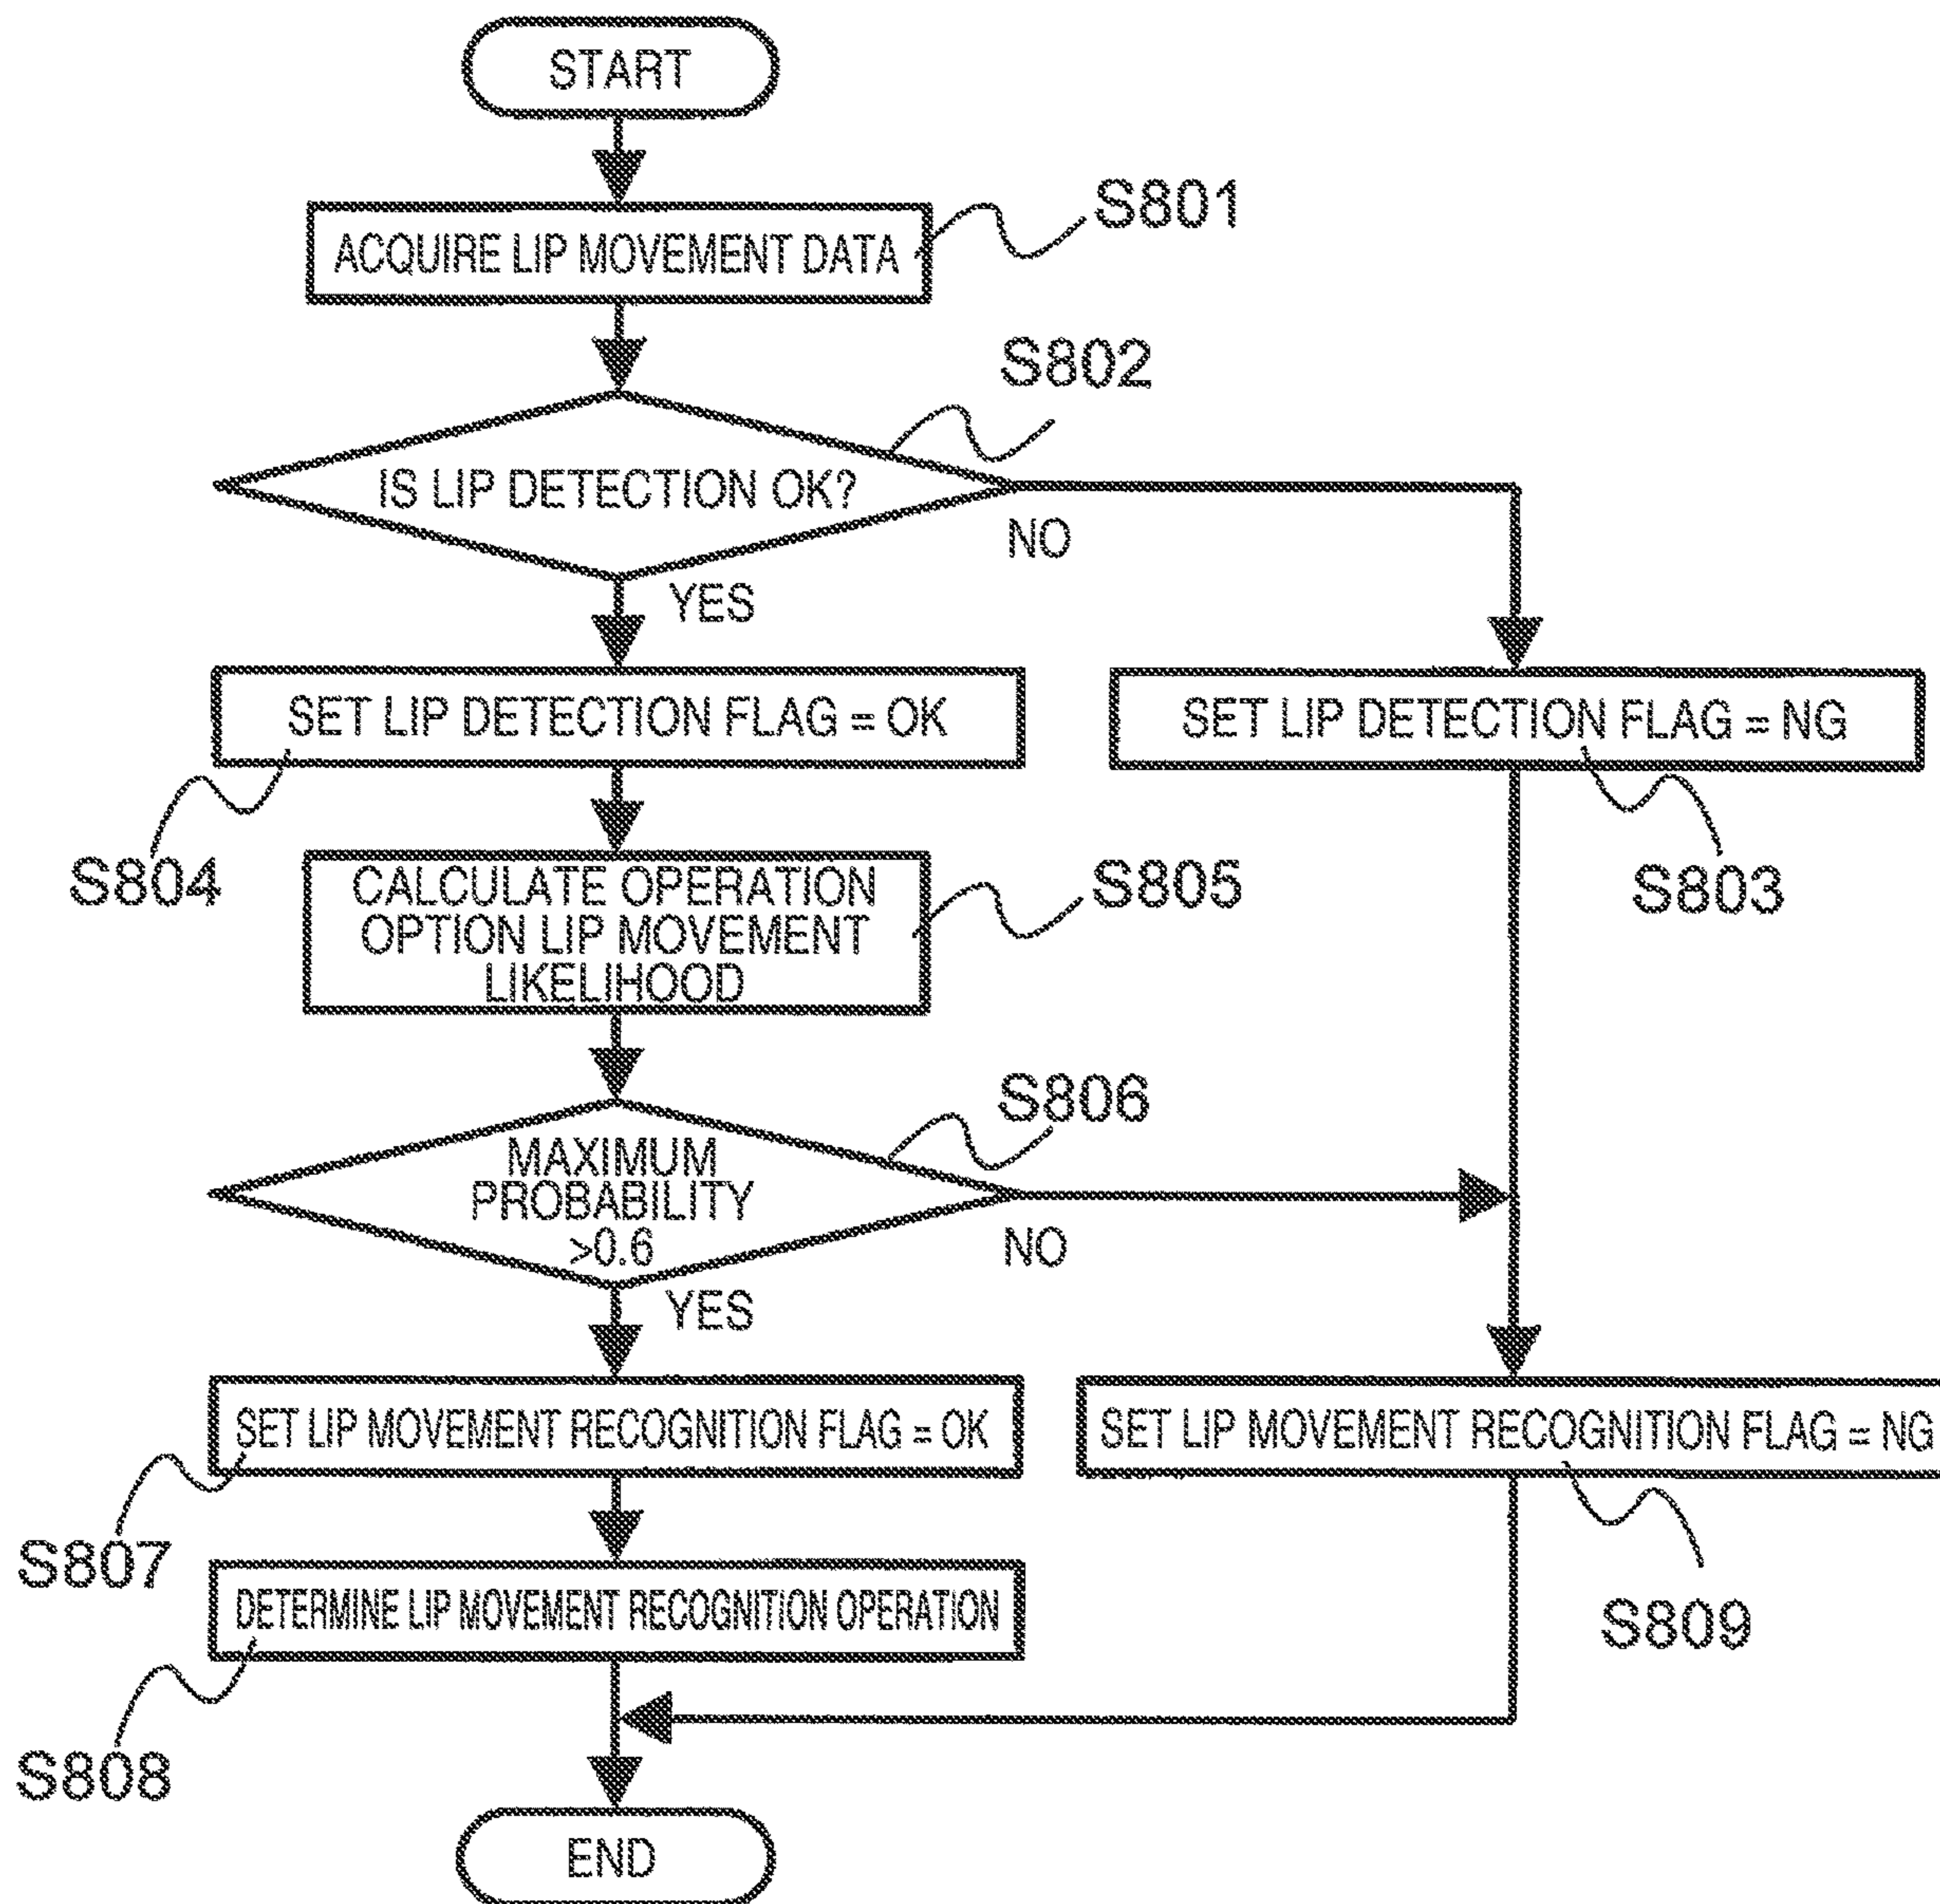 START
S801
ACQUIRE LIP MOVEMENT DATA
S802
IS LIP DETECTION OK?
NO
YES
SET LIP DETECTION FLAG = OK
SET LIP DETECTION FLAG = NG
S804
S803
CALCULATE OPERATION
OPTION LIP MOVEMENT
LIKELIHOOD
S805
S806
MAXIMUM
PROBABILITY
>0.6
NO
YES
SET LIP MOVEMENT RECOGNITION FLAG = OK
SET LIP MOVEMENT RECOGNITION FLAG = NG
S807
DETERMINE LIP MOVEMENT RECOGNITION OPERATION
S809
S808
END